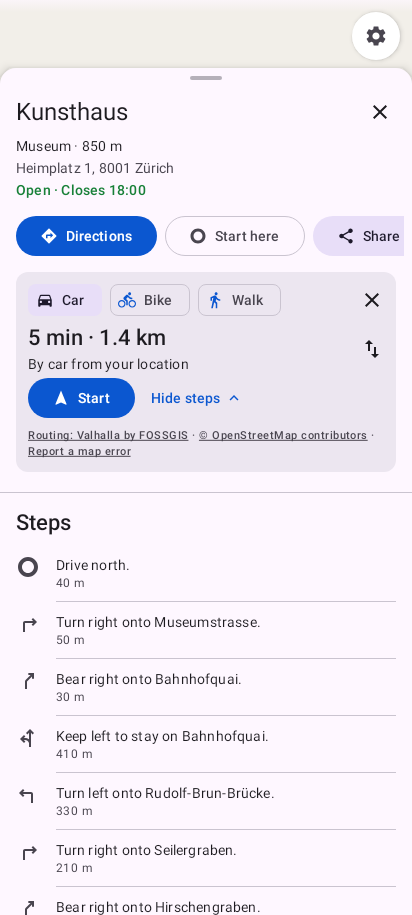 Kunsthaus
Museum · 850 m
Heimplatz 1, 8001 Zürich
Open · Closes 18:00
Directions
Start here
Share
Car
Bike
Walk
5 min · 1.4 km
By car from your location
Start
Hide steps
Routing: Valhalla by FOSSGIS · © OpenStreetMap contributors ·
Report a map error
Steps
Drive north.
40 m
Turn right onto Museumstrasse.
50 m
Bear right onto Bahnhofquai.
30 m
Keep left to stay on Bahnhofquai.
410 m
Turn left onto Rudolf-Brun-Brücke.
330 m
Turn right onto Seilergraben.
210 m
Bear right onto Hirschengraben.